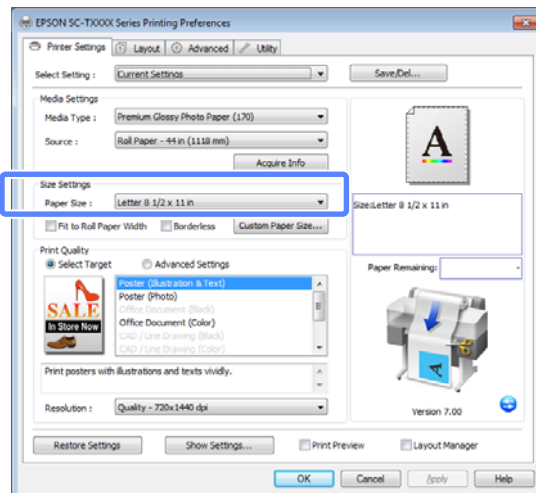 EPSON SC-TXXXX Series Printing Preferences
Printer Settings Layout Advanced Utility
Select Setting : Current Settings Save/Del...
Media Settings
Media Type : Premium Glossy Photo Paper (170)
Source : Roll Paper - 44 in (1118 mm)
Acquire Info
Size Settings
Paper Size : Letter 8 1/2 x 11 in
Fit to Roll Paper Width Borderless Custom Paper Size...
A
Size:Letter 8 1/2 x 11 in
Print Quality
Select Target Advanced Settings
SALE
In Store Now
Poster (Illustration & Text)
Poster (Photo)
Office Document (Black)
Office Document (Color)
CAD / Line Drawing (Black)
CAD / Line Drawing (Color)
Print posters with illustrations and texts vividly.
Resolution : Quality - 720x1440 dpi
Paper Remaining: -
A
Version 7.00
Restore Settings Show Settings... Print Preview Layout Manager
OK Cancel Apply Help